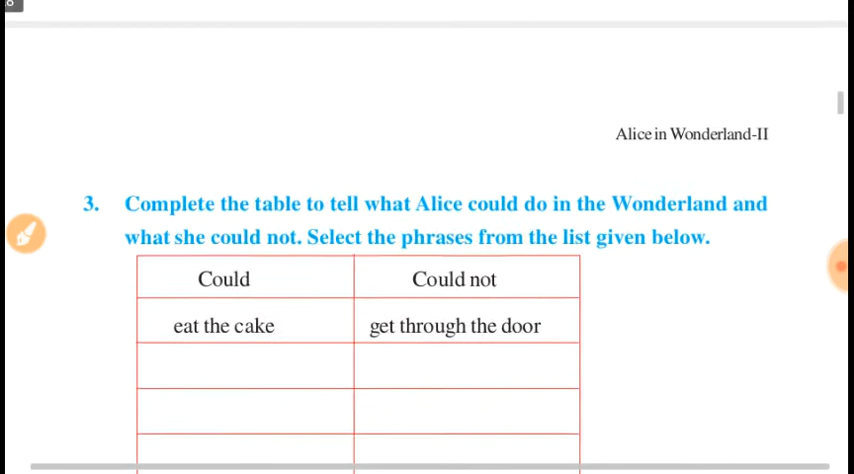 Alice in Wonderland-II
3. Complete the table to tell what Alice could do in the Wonderland and
what she could not. Select the phrases from the list given below.
Could Could not
eat the cake get through the door